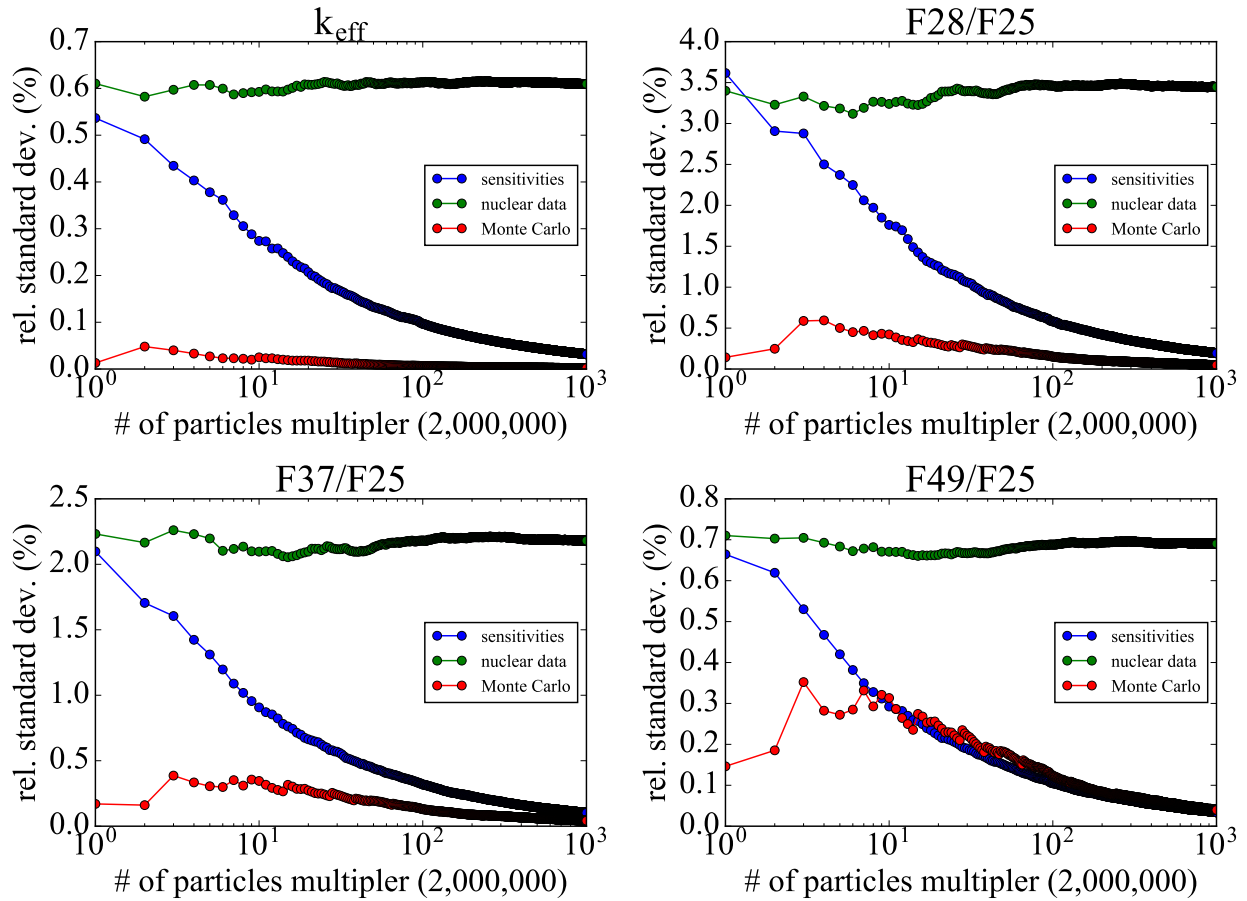 k_eff
rel. standard dev. (%)
0.7
0.6
0.5
0.4
0.3
0.2
0.1
0.0
sensitivities
nuclear data
Monte Carlo
10^0 10^1 10^2 10^3
# of particles multipler (2,000,000)
F28/F25
rel. standard dev. (%)
4.0
3.5
3.0
2.5
2.0
1.5
1.0
0.5
0.0
sensitivities
nuclear data
Monte Carlo
10^0 10^1 10^2 10^3
# of particles multipler (2,000,000)
F37/F25
rel. standard dev. (%)
2.5
2.0
1.5
1.0
0.5
0.0
sensitivities
nuclear data
Monte Carlo
10^0 10^1 10^2 10^3
# of particles multipler (2,000,000)
F49/F25
rel. standard dev. (%)
0.8
0.7
0.6
0.5
0.4
0.3
0.2
0.1
0.0
sensitivities
nuclear data
Monte Carlo
10^0 10^1 10^2 10^3
# of particles multipler (2,000,000)